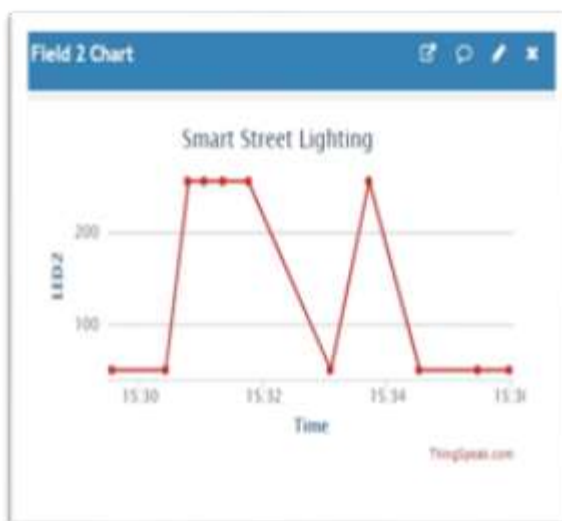 Field 2 Chart
Smart Street Lighting
LED2
200
100
15:30
15:32
15:34
Time
ThingSpeak.com